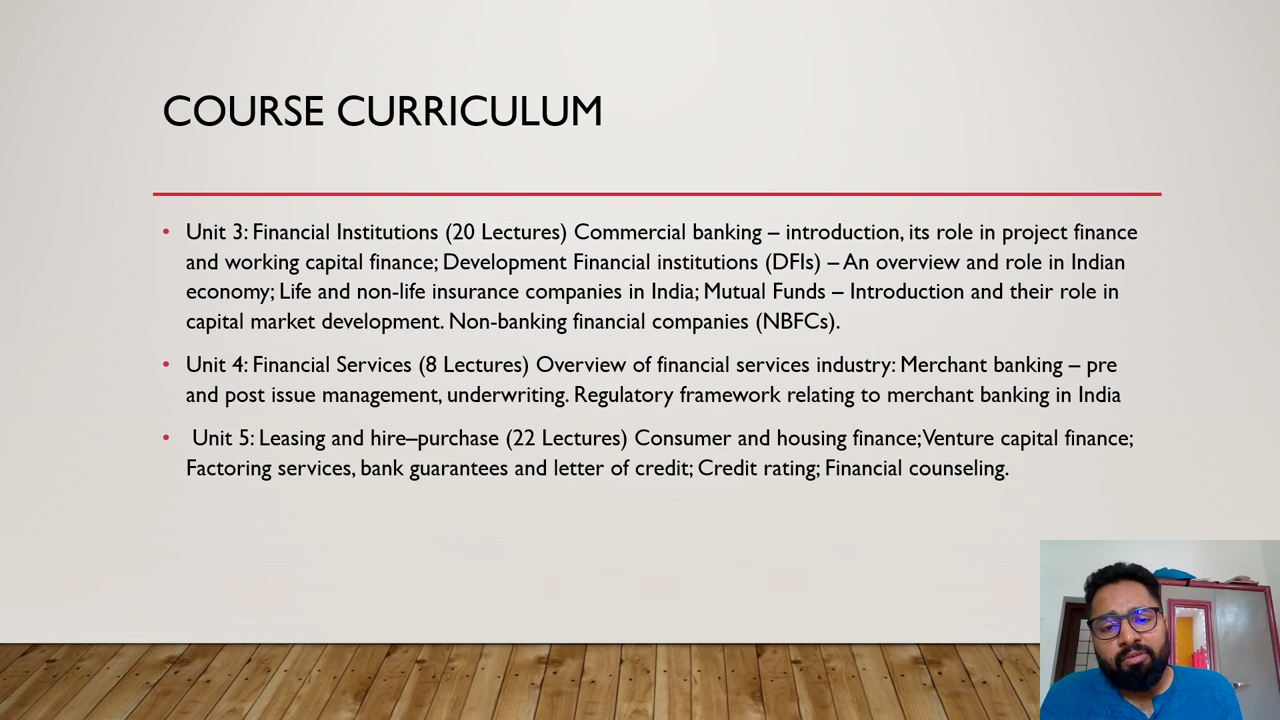 COURSE CURRICULUM
• Unit 3: Financial Institutions (20 Lectures) Commercial banking – introduction, its role in project finance
and working capital finance; Development Financial institutions (DFIs) – An overview and role in Indian
economy; Life and non-life insurance companies in India; Mutual Funds – Introduction and their role in
capital market development. Non-banking financial companies (NBFCs).
• Unit 4: Financial Services (8 Lectures) Overview of financial services industry: Merchant banking – pre
and post issue management, underwriting. Regulatory framework relating to merchant banking in India
• Unit 5: Leasing and hire–purchase (22 Lectures) Consumer and housing finance; Venture capital finance;
Factoring services, bank guarantees and letter of credit; Credit rating; Financial counseling.